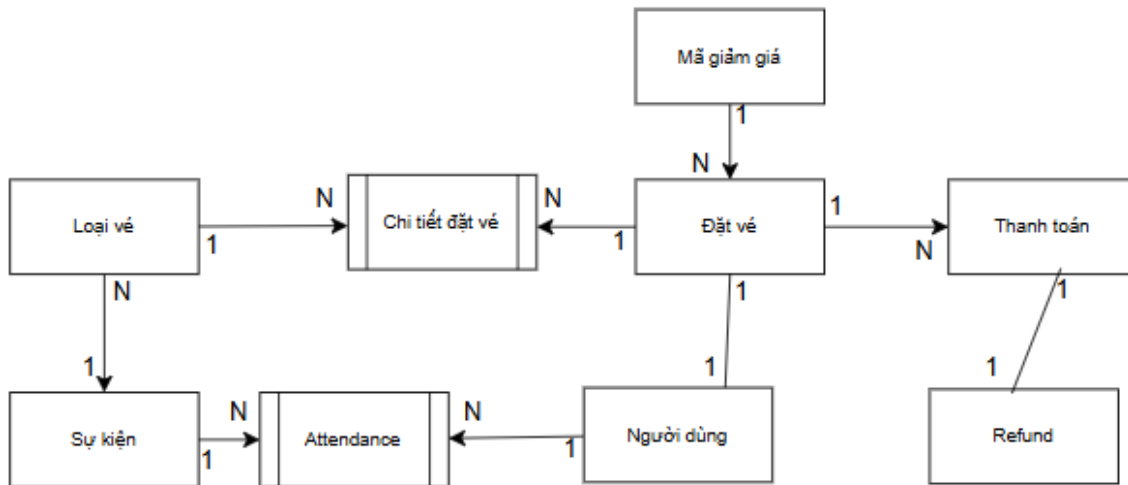 Mã giảm giá
1
N
Loại vé
1
N
N
Chi tiết đặt vé
N
1
Đặt vé
1
N
Thanh toán
N
1
1
1
1
1
Sự kiện
1
N
Attendance
N
1
Người dùng
Refund